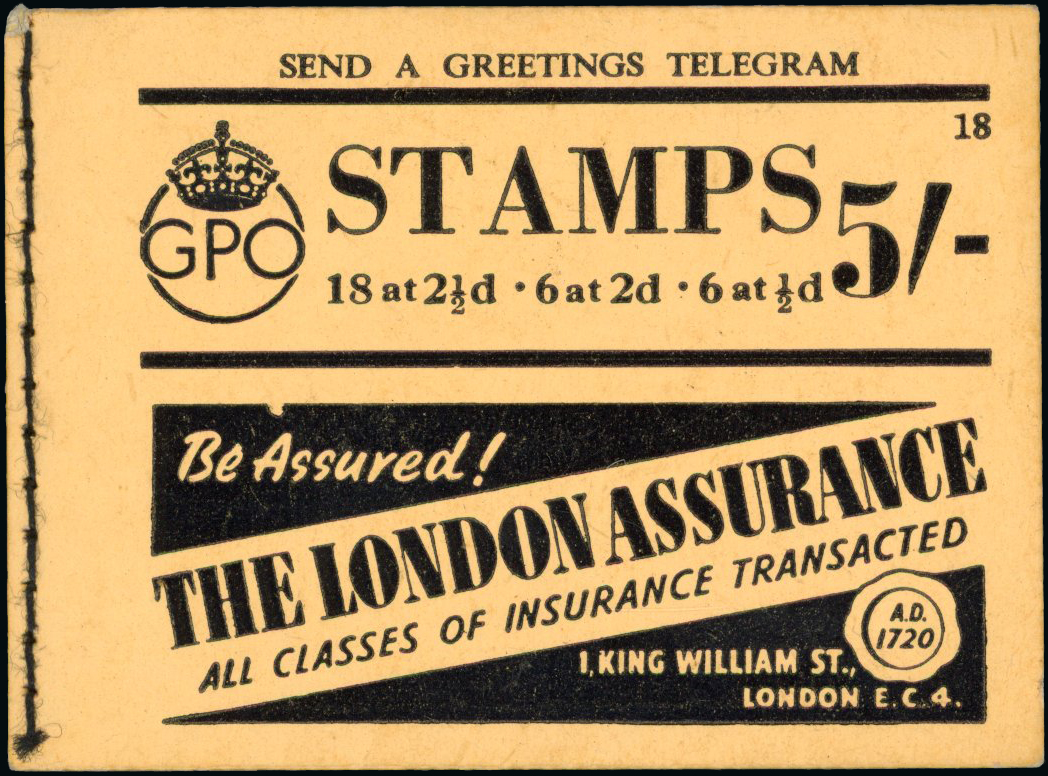 SEND A GREETINGS TELEGRAM
18
GPO
STAMPS 5/-
18 at 2½d · 6 at 2d · 6 at ½d
Be Assured!
THE LONDON ASSURANCE
ALL CLASSES OF INSURANCE TRANSACTED
A.D.
1720
1, KING WILLIAM ST.,
LONDON E.C.4.